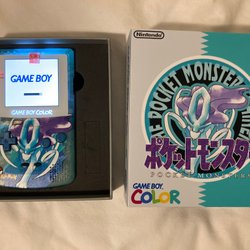 GAME BOY
GAME BOY COLOR
Nintendo
POCKET MONSTERS
ポケットモンスター
POCKET MONSTERS
GAME BOY
COLOR